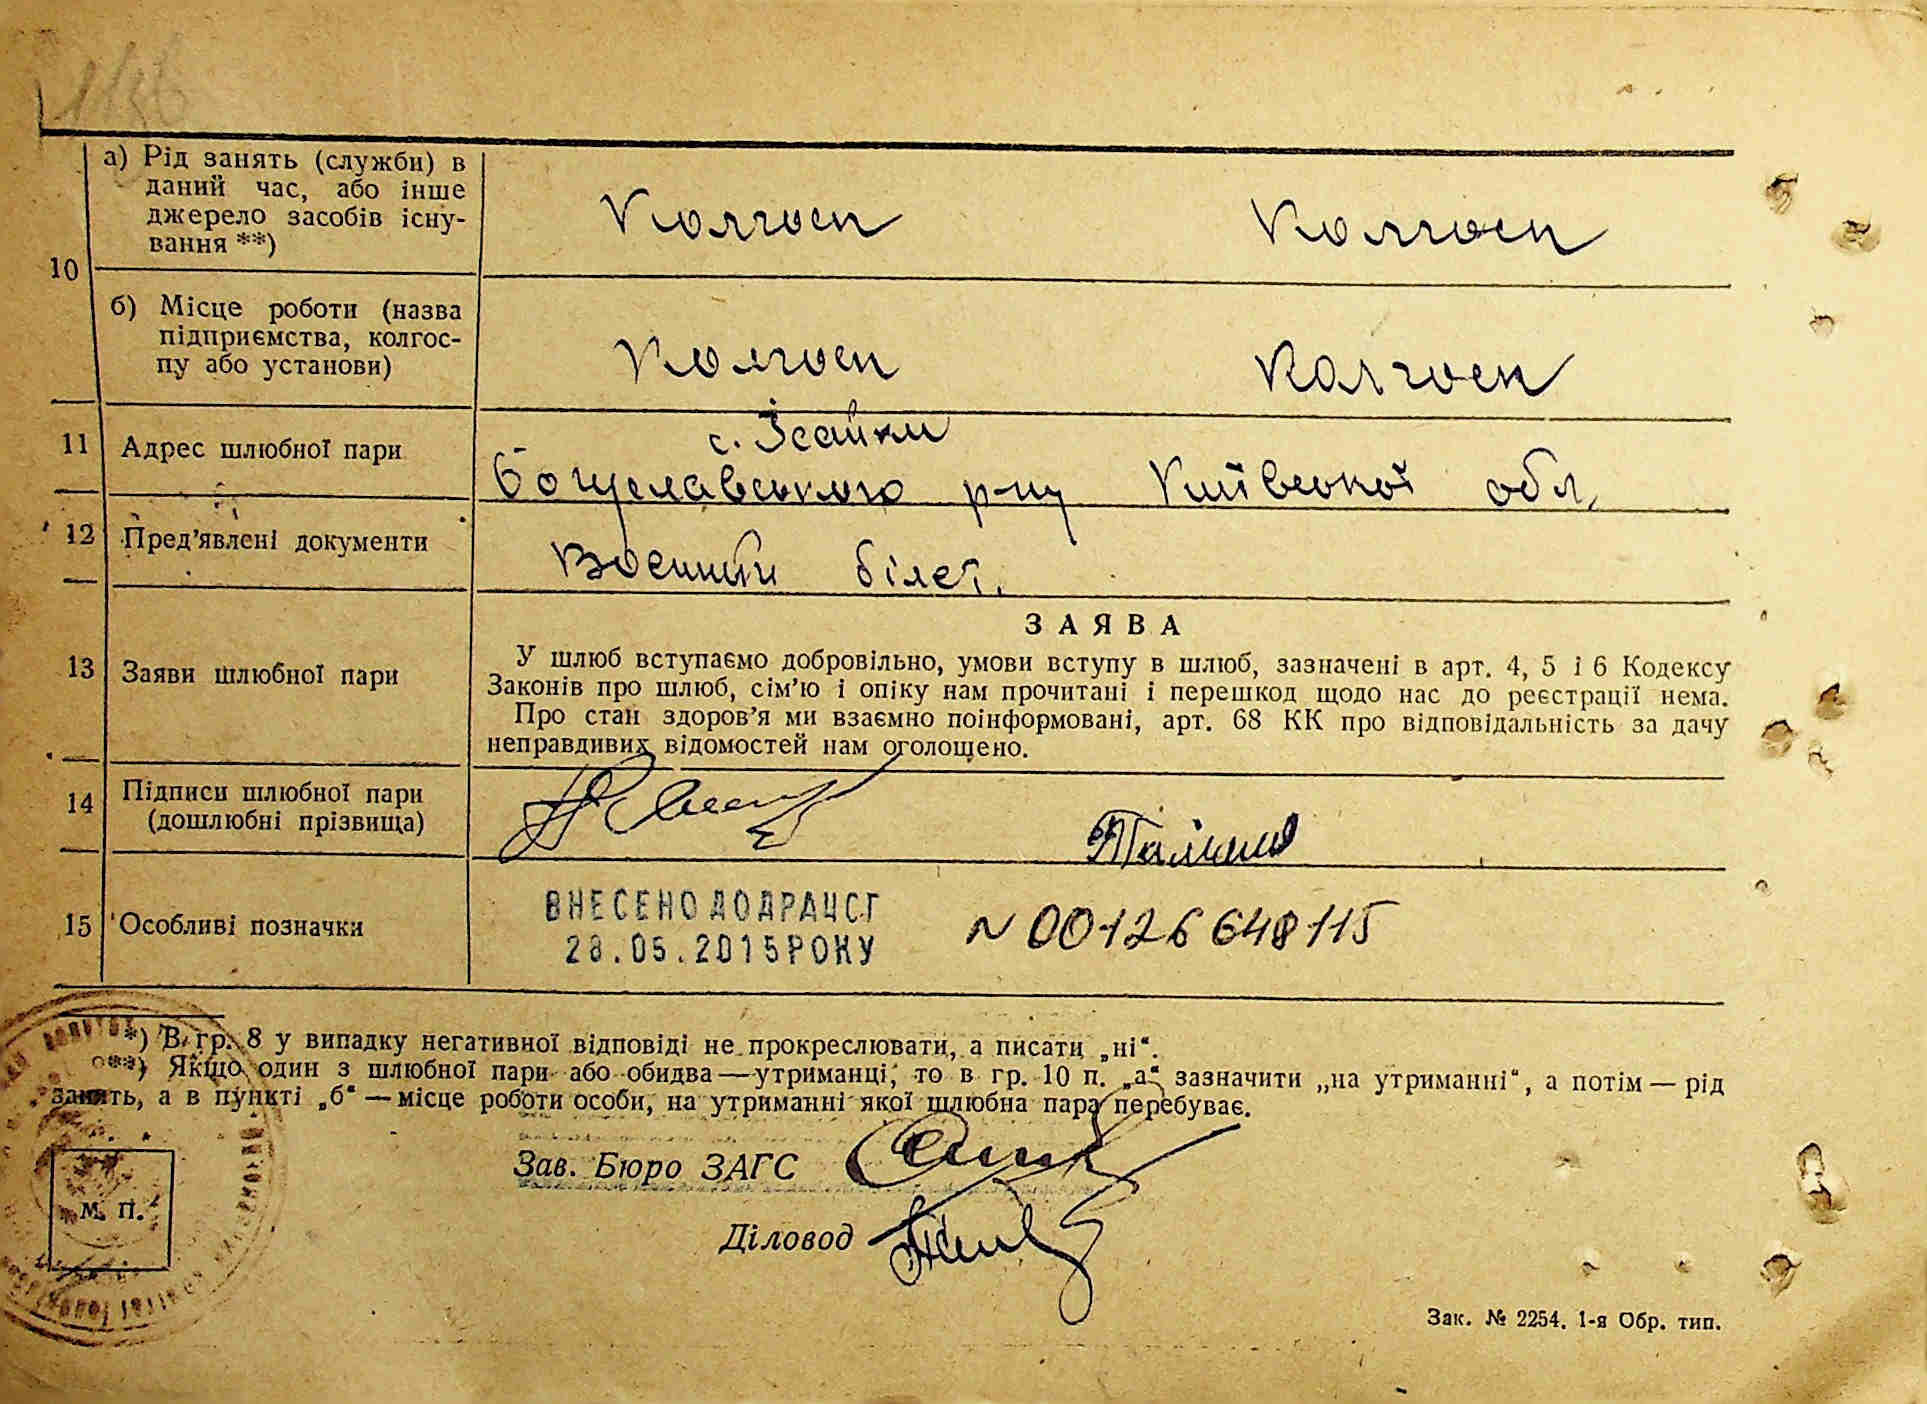 1136
а) Рід занять (служби) в
даний час, або інше
джерело засобів існу-
вання **)
Колгосп Колгосп
10
б) Місце роботи (назва
підприємства, колгос-
пу або установи)
Колгосп Колгосп
11 Адрес шлюбної пари
с. Ісайки
Богуславського р-ну Київської обл.
12 Пред'явлені документи Воєнний білєт.
13 Заяви шлюбної пари
ЗАЯВА
У шлюб вступаємо добровільно, умови вступу в шлюб, зазначені в арт. 4, 5 і 6 Кодексу
Законів про шлюб, сім'ю і опіку нам прочитані і перешкод щодо нас до реєстрації нема.
Про стан здоров'я ми взаємно поінформовані, арт. 68 КК про відповідальність за дачу
неправдивих відомостей нам оголошено.
14 Підписи шлюбної пари
(дошлюбні прізвища)
15 Особливі позначки
ВНЕСЕНО ДО ДРАЦСГ
28.05.2015 РОКУ
N 00126648115
*) В гр. 8 у випадку негативної відповіді не прокреслювати, а писати „ні“.
**) Якщо один з шлюбної пари або обидва — утриманці, то в гр. 10 п. „а“ зазначити „на утриманні“, а потім — рід
занять, а в пункті „б“ — місце роботи особи, на утриманні якої шлюбна пара перебуває.
Зав. Бюро ЗАГС
Діловод
М. П.
Зак. № 2254. 1-я Обр. тип.